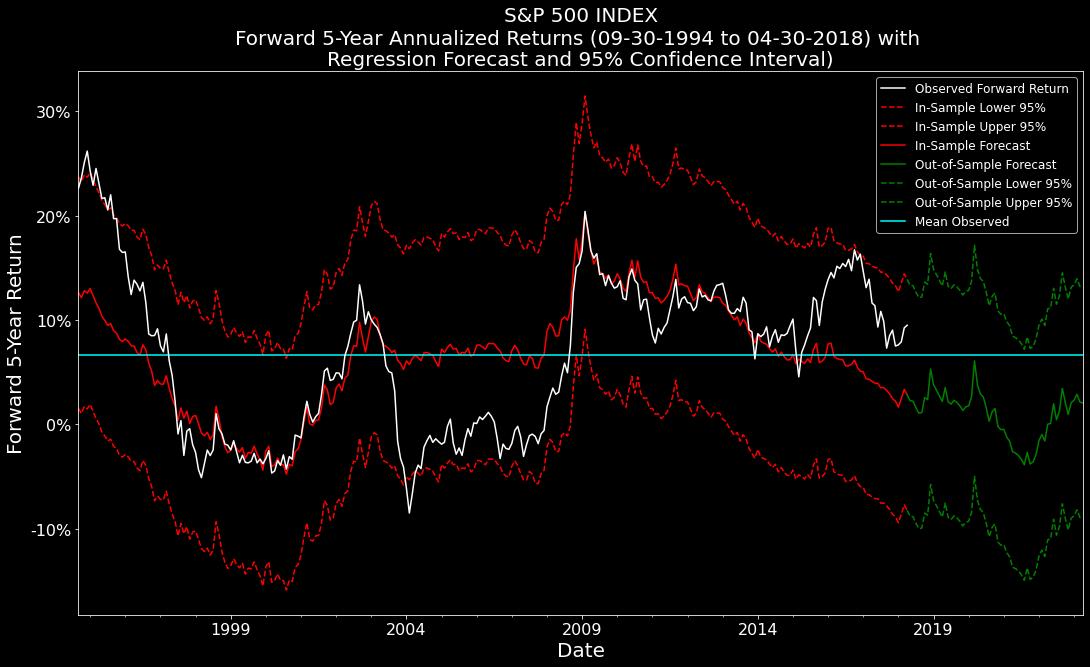 S&P 500 INDEX
Forward 5-Year Annualized Returns (09-30-1994 to 04-30-2018) with
Regression Forecast and 95% Confidence Interval)
Observed Forward Return
In-Sample Lower 95%
In-Sample Upper 95%
In-Sample Forecast
Out-of-Sample Forecast
Out-of-Sample Lower 95%
Out-of-Sample Upper 95%
Mean Observed
Forward 5-Year Return
30%
20%
10%
0%
-10%
1999
2004
2009
2014
2019
Date